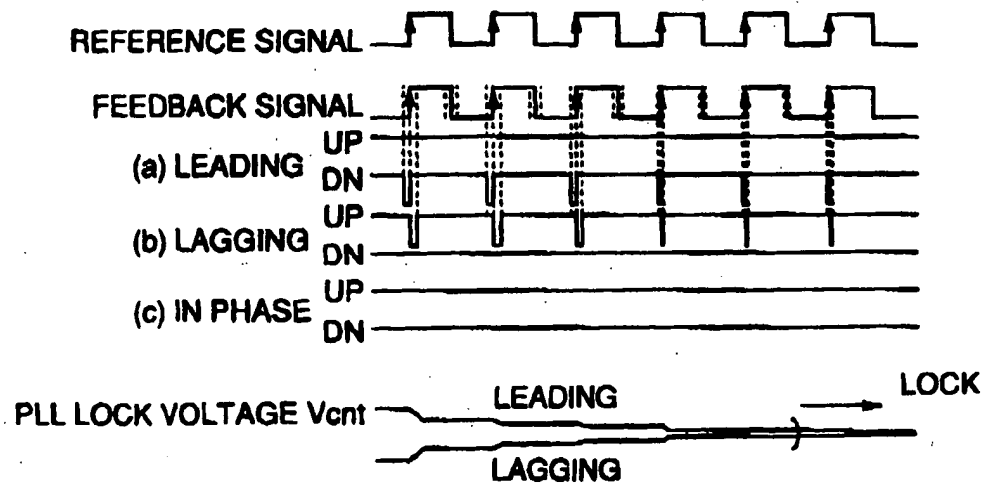 REFERENCE SIGNAL
FEEDBACK SIGNAL
UP
(a) LEADING
DN
UP
(b) LAGGING
DN
UP
(c) IN PHASE
DN
LOCK
LEADING
PLL LOCK VOLTAGE Vcnt
LAGGING